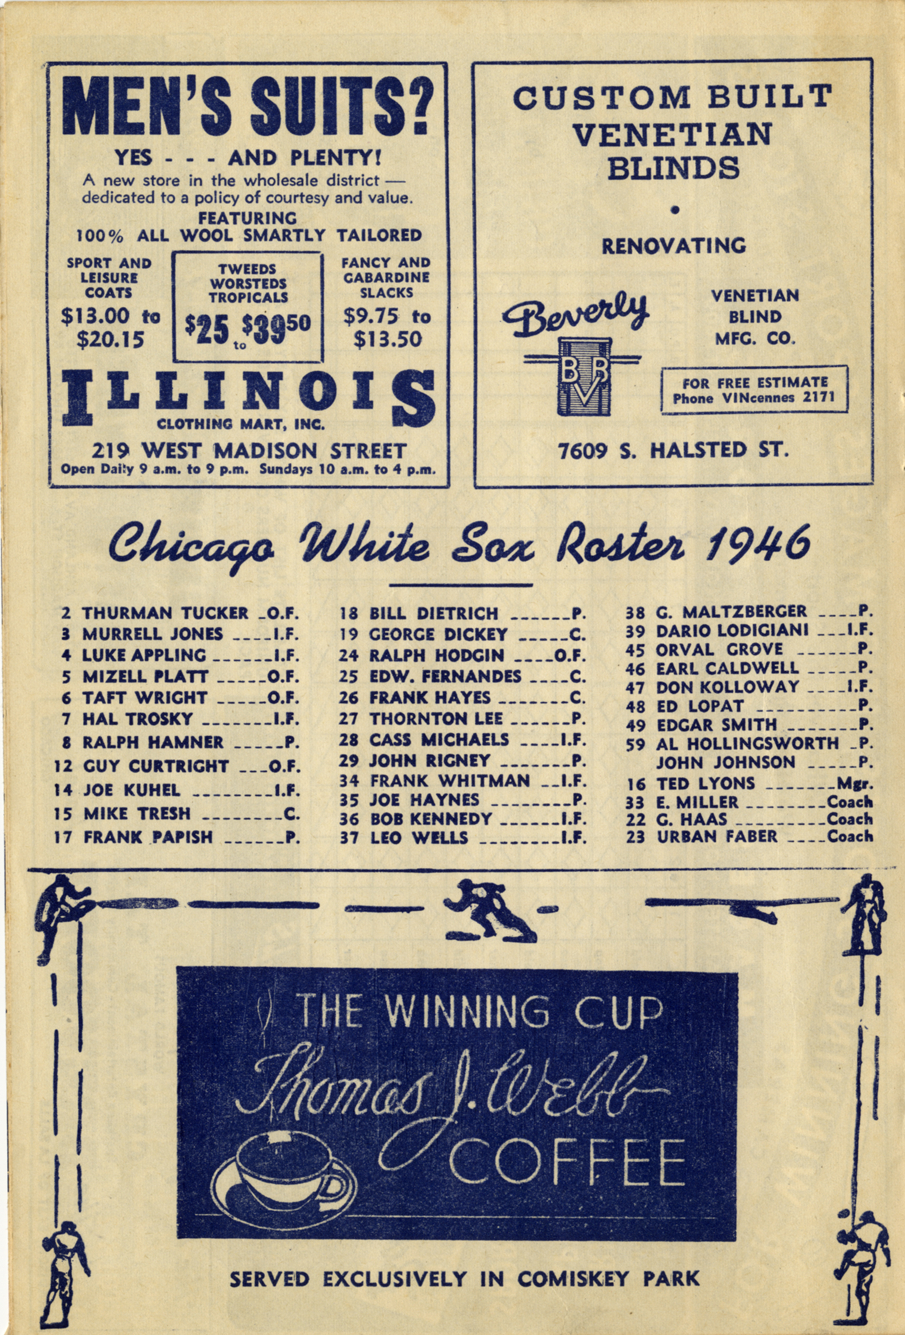 MEN'S SUITS?
YES - - - AND PLENTY!
A new store in the wholesale district —
dedicated to a policy of courtesy and value.
FEATURING
100% ALL WOOL SMARTLY TAILORED
SPORT AND
LEISURE
COATS
$13.00 to
$20.15
TWEEDS
WORSTEDS
TROPICALS
$25 to $39.50
FANCY AND
GABARDINE
SLACKS
$9.75 to
$13.50
ILLINOIS
CLOTHING MART, INC.
219 WEST MADISON STREET
Open Daily 9 a.m. to 9 p.m. Sundays 10 a.m. to 4 p.m.
CUSTOM BUILT
VENETIAN
BLINDS
•
RENOVATING
Beverly
BVB
VENETIAN
BLIND
MFG. CO.
FOR FREE ESTIMATE
Phone VINcennes 2171
7609 S. HALSTED ST.
Chicago White Sox Roster 1946
2 THURMAN TUCKER _O.F.
3 MURRELL JONES ____I.F.
4 LUKE APPLING ______I.F.
5 MIZELL PLATT _____O.F.
6 TAFT WRIGHT _____O.F.
7 HAL TROSKY _______I.F.
8 RALPH HAMNER _____P.
12 GUY CURTRIGHT ___O.F.
14 JOE KUHEL ________I.F.
15 MIKE TRESH ________C.
17 FRANK PAPISH ______P.
18 BILL DIETRICH ______P.
19 GEORGE DICKEY _____C.
24 RALPH HODGIN ____O.F.
25 EDW. FERNANDES ____C.
26 FRANK HAYES _______C.
27 THORNTON LEE ______P.
28 CASS MICHAELS ____I.F.
29 JOHN RIGNEY _______P.
34 FRANK WHITMAN __I.F.
35 JOE HAYNES ________P.
36 BOB KENNEDY ______I.F.
37 LEO WELLS ________I.F.
38 G. MALTZBERGER ____P.
39 DARIO LODIGIANI ___I.F.
45 ORVAL GROVE ______P.
46 EARL CALDWELL _____P.
47 DON KOLLOWAY ____I.F.
48 ED LOPAT __________P.
49 EDGAR SMITH _______P.
59 AL HOLLINGSWORTH _P.
JOHN JOHNSON _____P.
16 TED LYONS _______Mgr.
33 E. MILLER ________Coach
22 G. HAAS _________Coach
23 URBAN FABER ____Coach
THE WINNING CUP
Thomas J. Webb
COFFEE
SERVED EXCLUSIVELY IN COMISKEY PARK